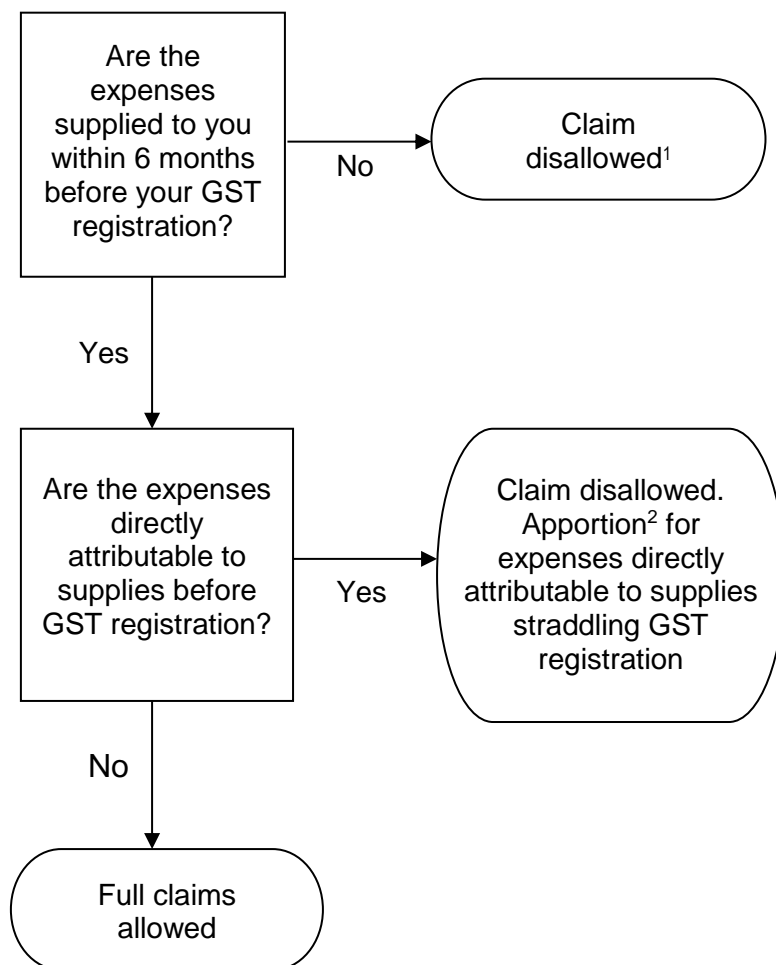 Are the
expenses
supplied to you
within 6 months
before your GST
registration?
No
Claim
disallowed¹
Yes
Are the expenses
directly
attributable to
supplies before
GST registration?
Yes
Claim disallowed.
Apportion² for
expenses directly
attributable to supplies
straddling GST
registration
No
Full claims
allowed